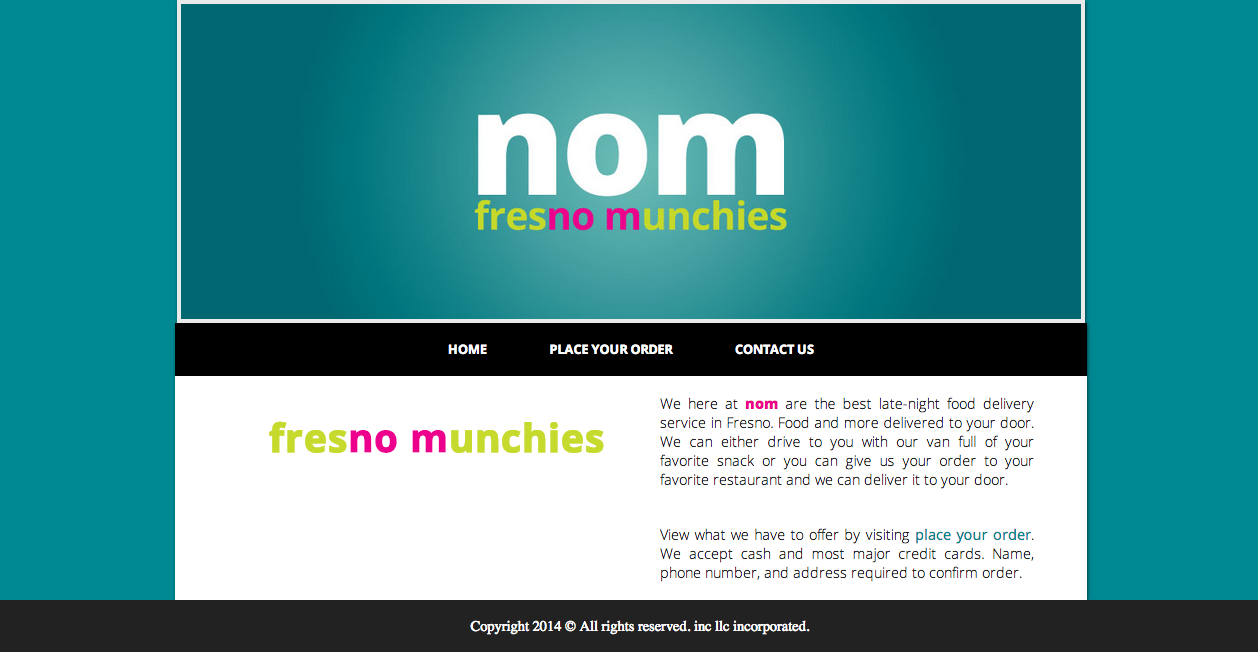 nom
fresno munchies
HOME PLACE YOUR ORDER CONTACT US
fresno munchies
We here at nom are the best late-night food delivery
service in Fresno. Food and more delivered to your door.
We can either drive to you with our van full of your
favorite snack or you can give us your order to your
favorite restaurant and we can deliver it to your door.
View what we have to offer by visiting place your order.
We accept cash and most major credit cards. Name,
phone number, and address required to confirm order.
Copyright 2014 © All rights reserved. inc llc incorporated.